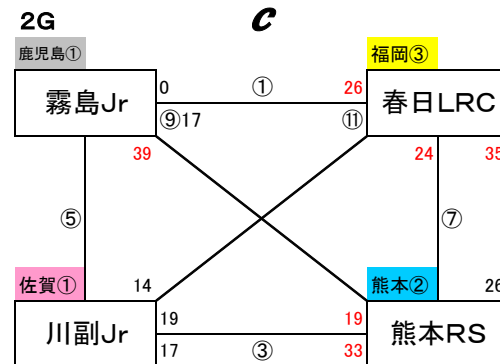 2G C
鹿児島① 福岡③
霧島Jr 0 ① 26 春日LRC
⑨17 ⑪
39 24 35
⑤ ⑦
佐賀① 14 熊本② 26
川副Jr 19 19 熊本RS
17 ③ 33